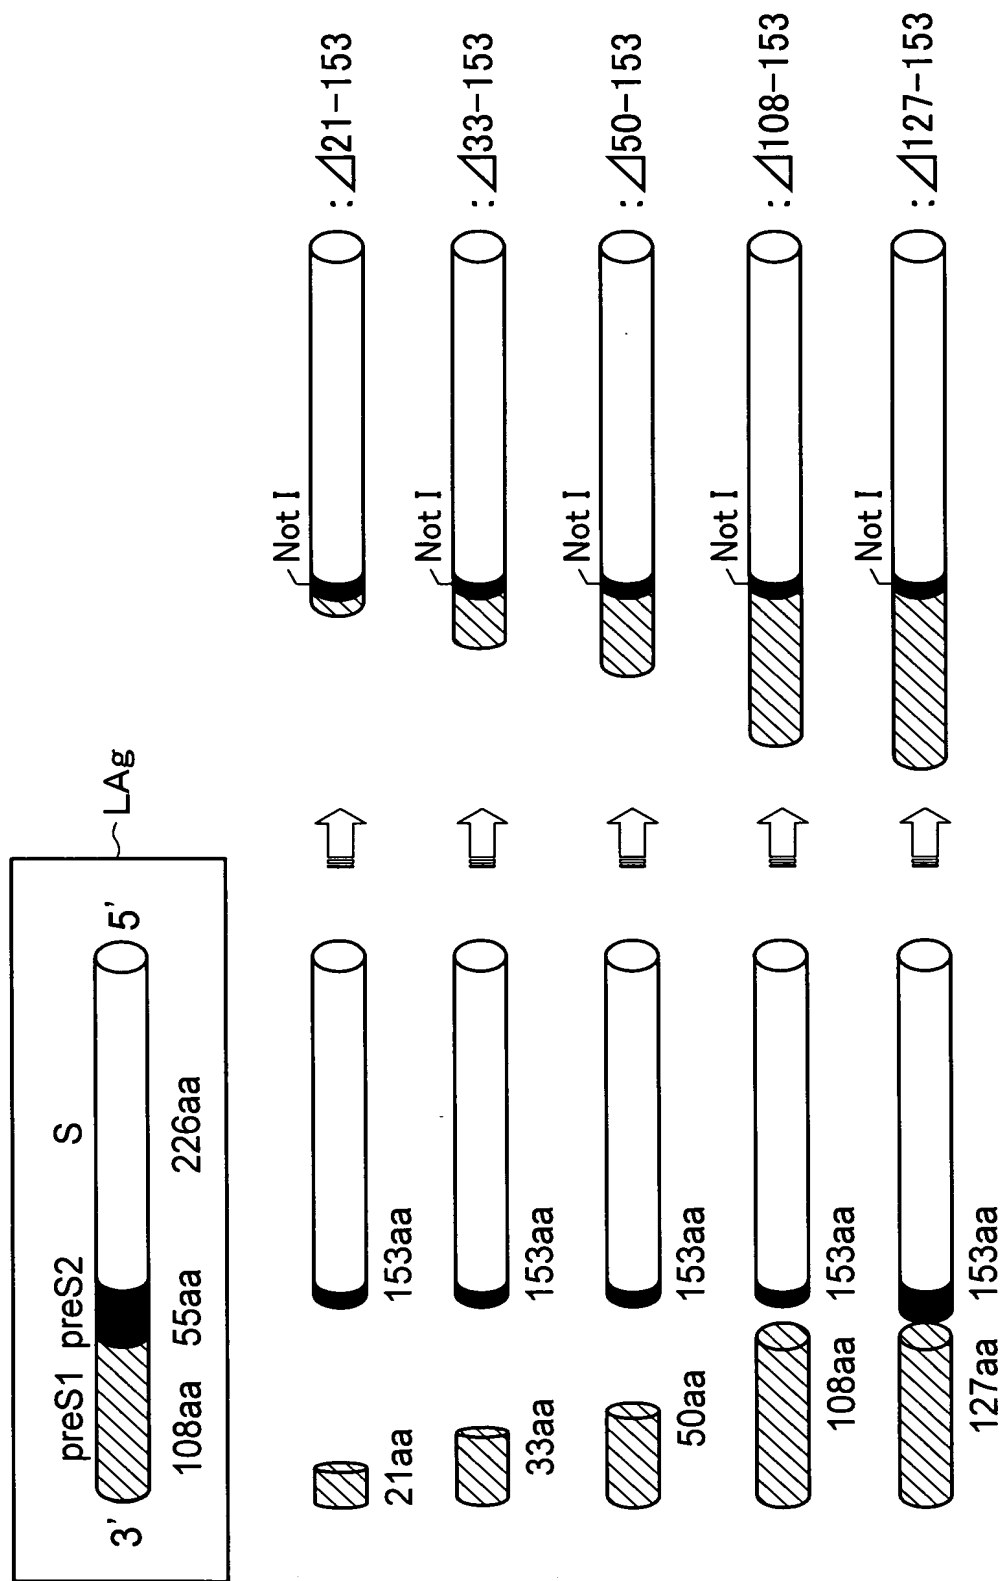 LAg
preS1 preS2 S
3' 5'
108aa 55aa 226aa
21aa 153aa
Not I
:⊿21-153
33aa 153aa
Not I
:⊿33-153
50aa 153aa
Not I
:⊿50-153
108aa 153aa
Not I
:⊿108-153
127aa 153aa
Not I
:⊿127-153